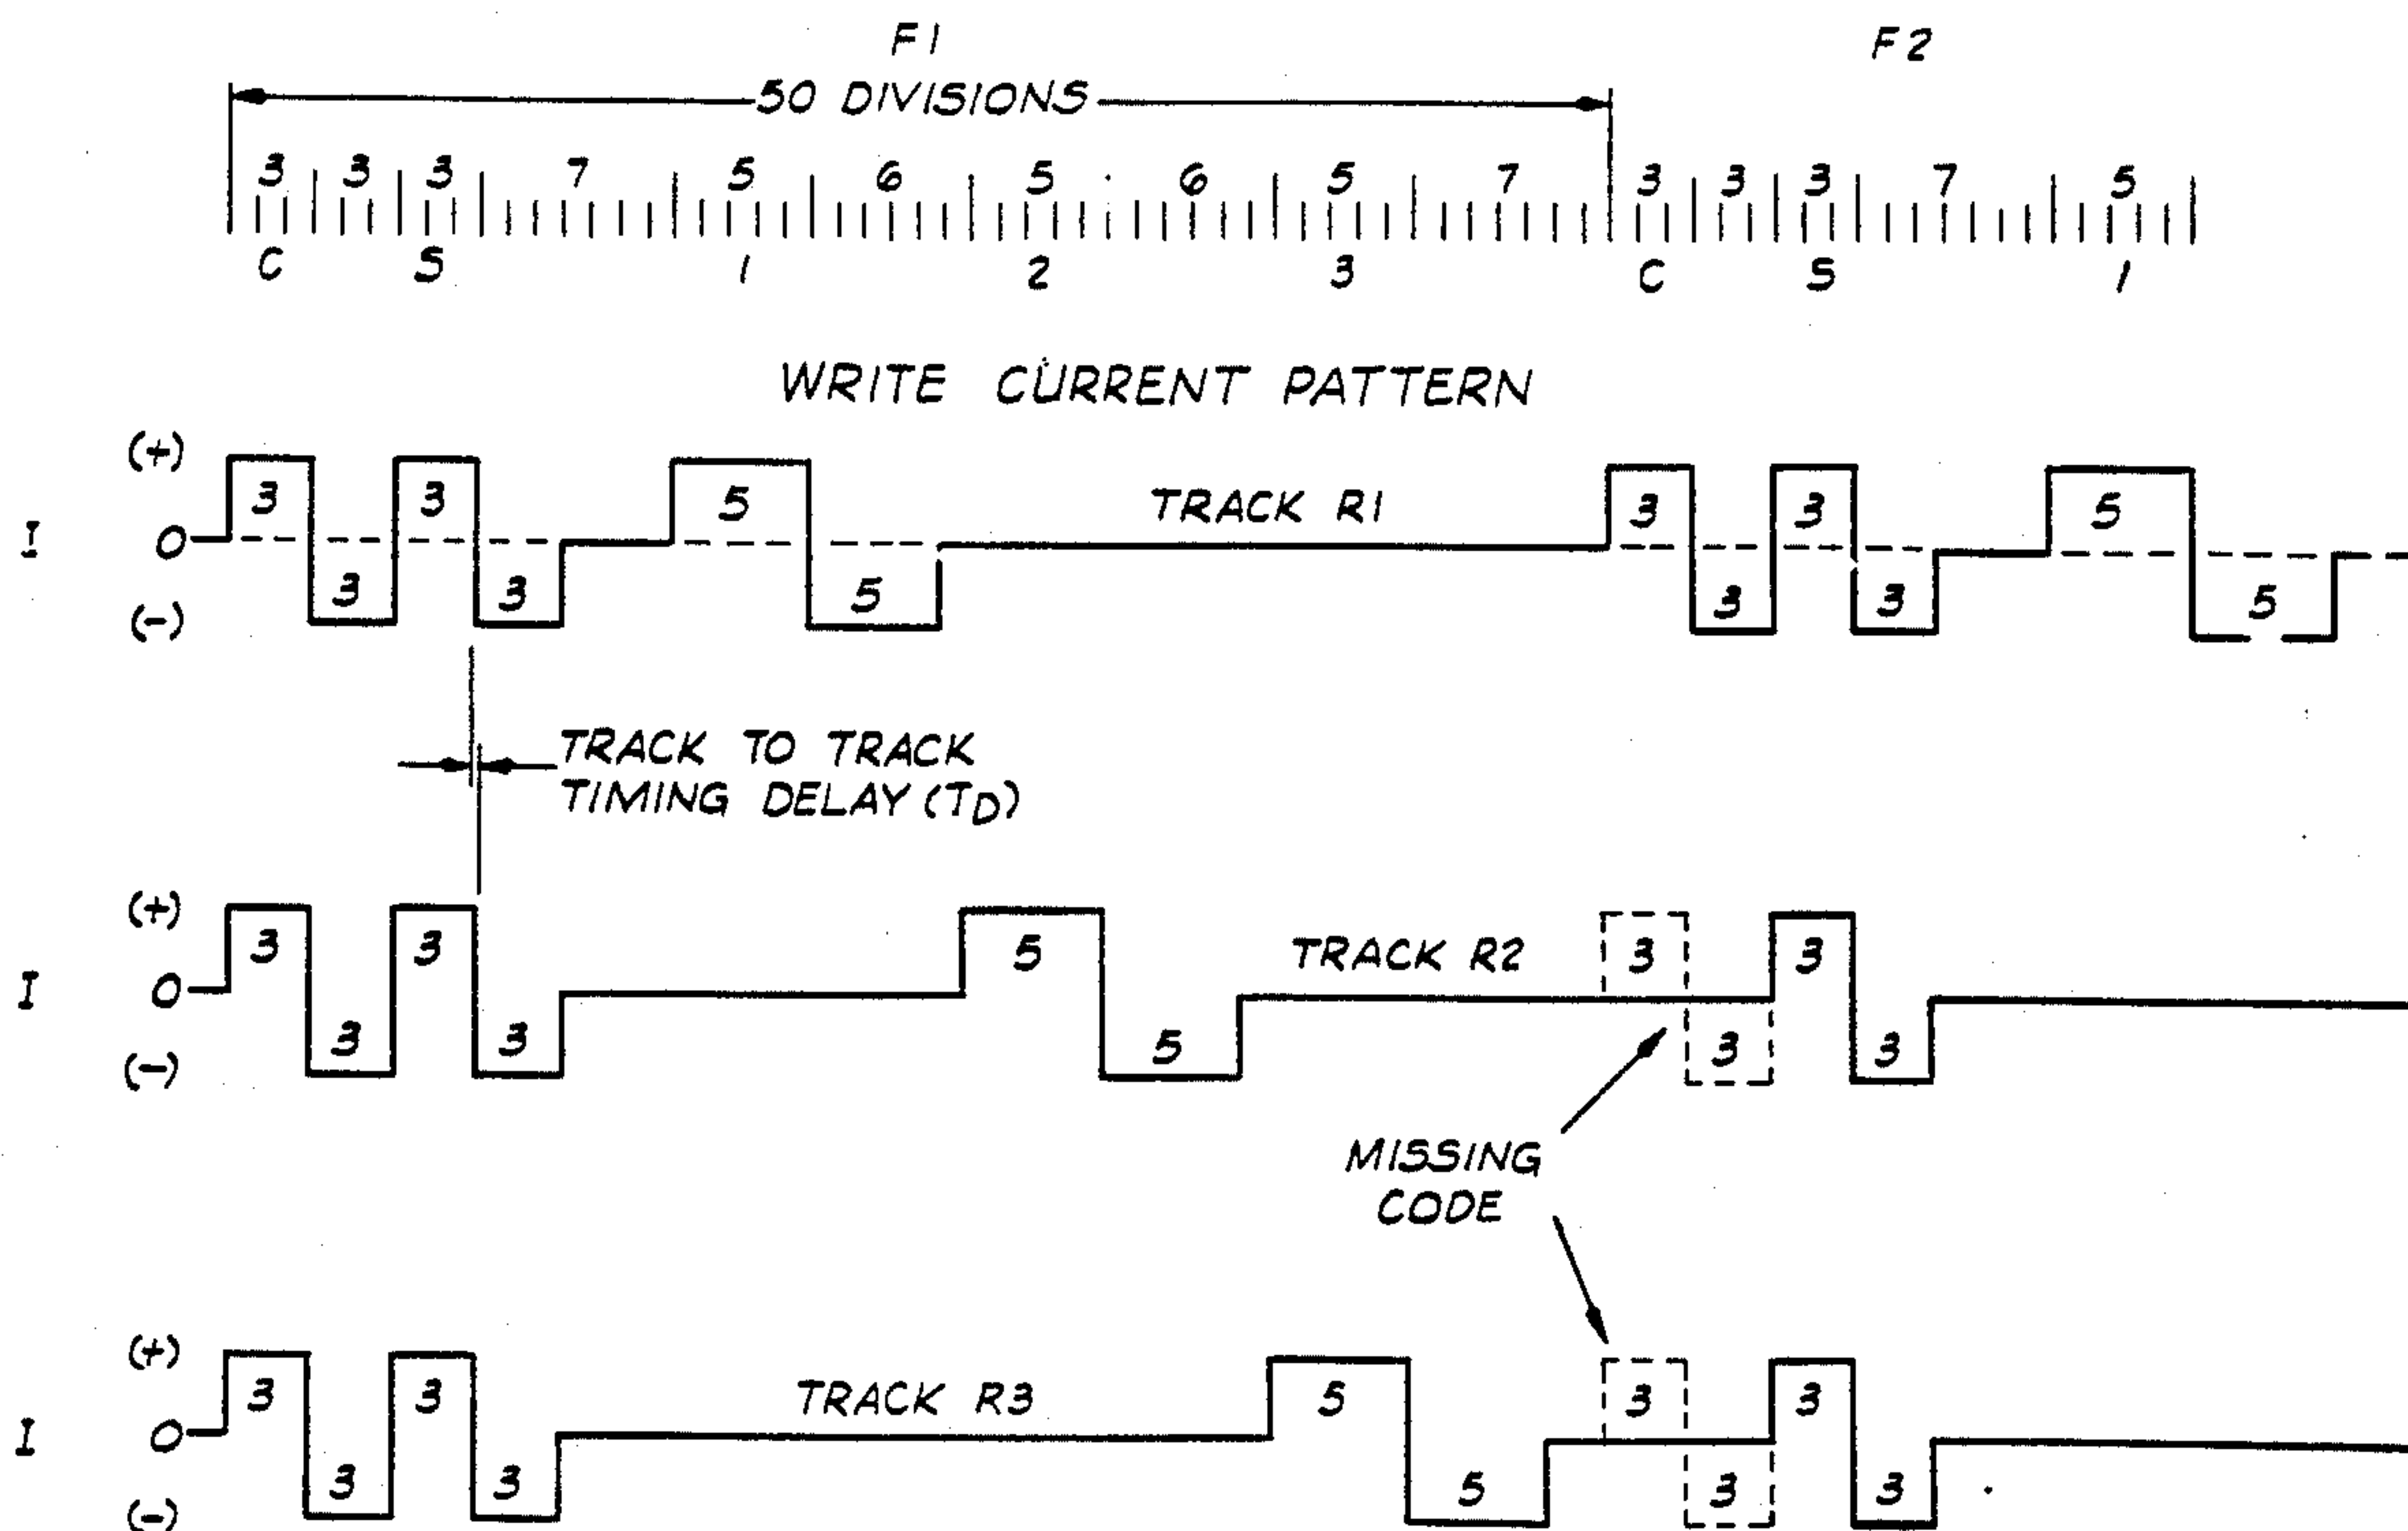 F1
F2
50 DIVISIONS
3 3 3 7 5 6 5 6 5 7 3 3 3 7 5
C S 1 2 3 C S 1
WRITE CURRENT PATTERN
(+)
3 3 5 TRACK R1 3 3 5
I 0
3 3 5 3 3 5
(-)
TRACK TO TRACK
TIMING DELAY (TD)
(+)
3 3 5 TRACK R2 3 3
I 0
3 3 5 3 3
(-)
MISSING
CODE
(+)
3 3 TRACK R3 5 3 3
I 0
3 3 5 3 3
(-)